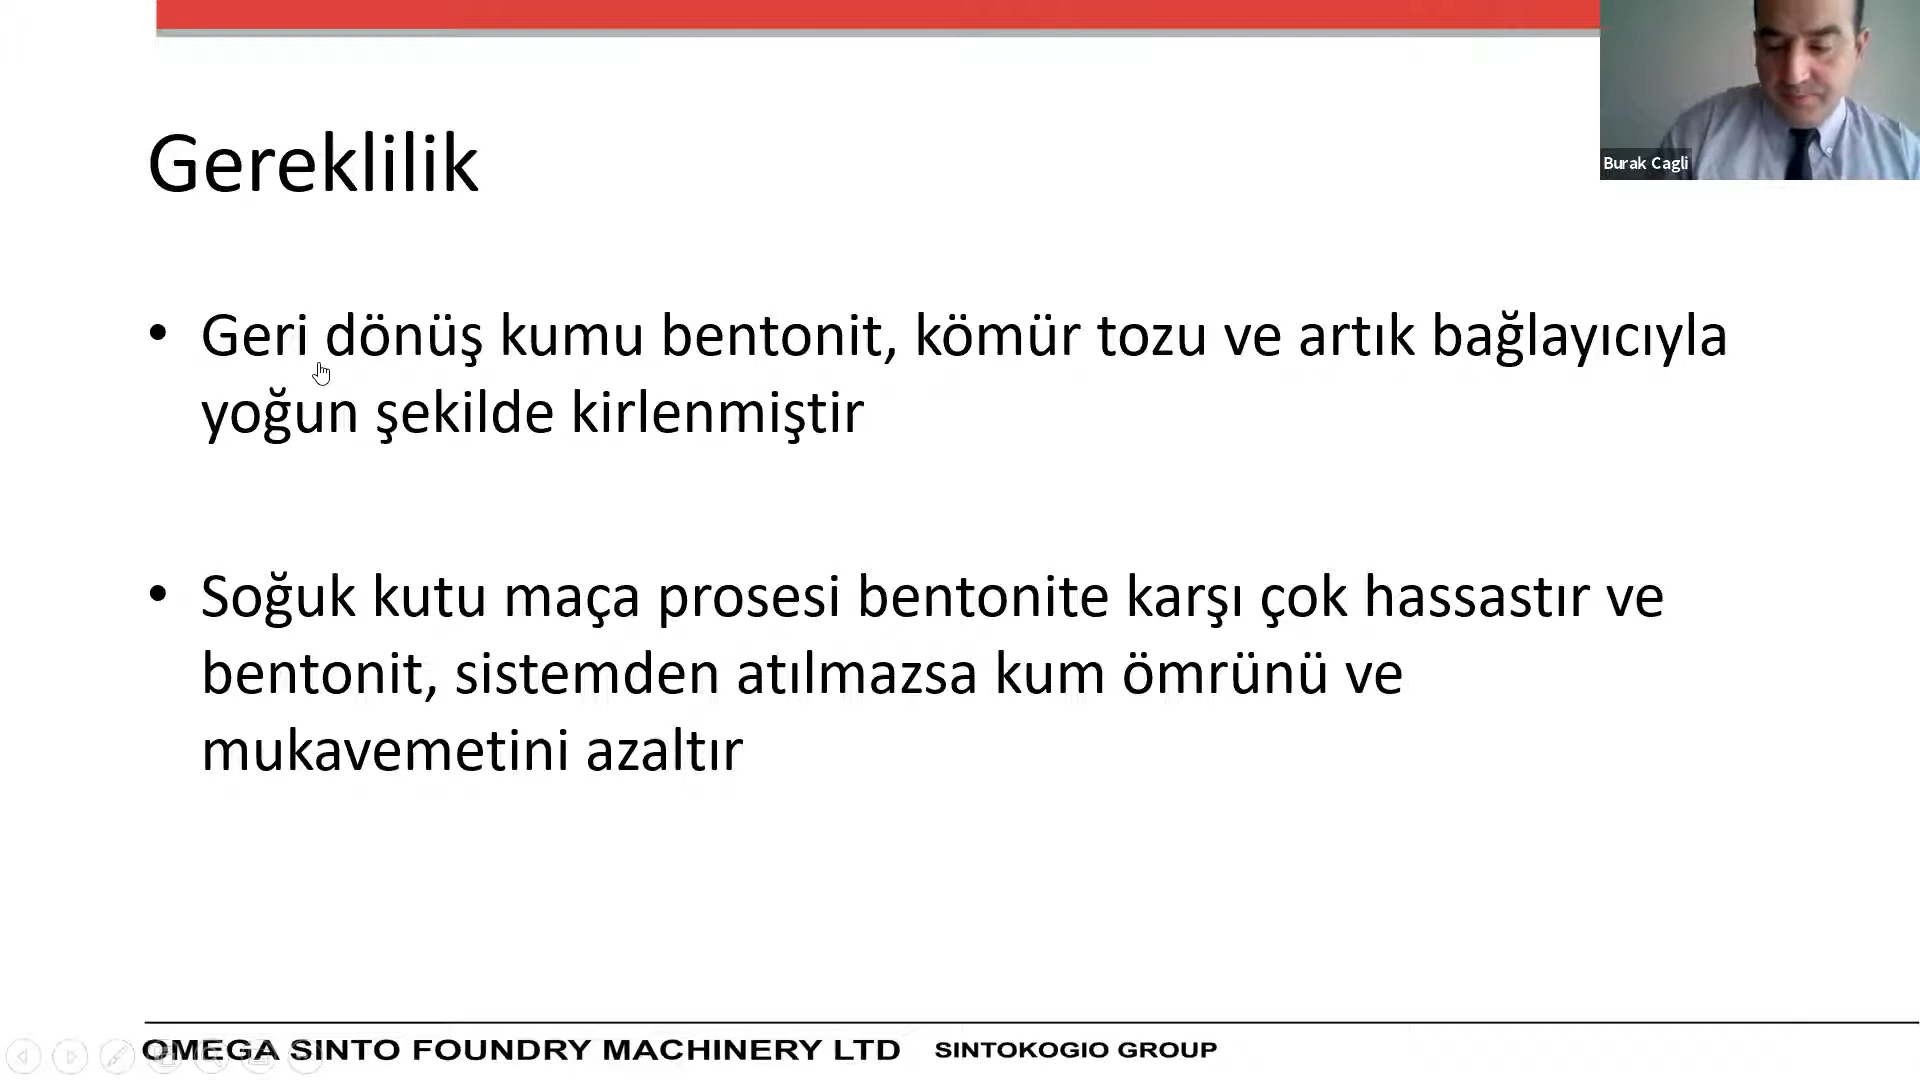 Burak Cagli
Gereklilik
• Geri dönüş kumu bentonit, kömür tozu ve artık bağlayıcıyla
yoğun şekilde kirlenmiştir
• Soğuk kutu maça prosesi bentonite karşı çok hassastır ve
bentonit, sistemden atılmazsa kum ömrünü ve
mukavemetini azaltır
OMEGA SINTO FOUNDRY MACHINERY LTD SINTOKOGIO GROUP